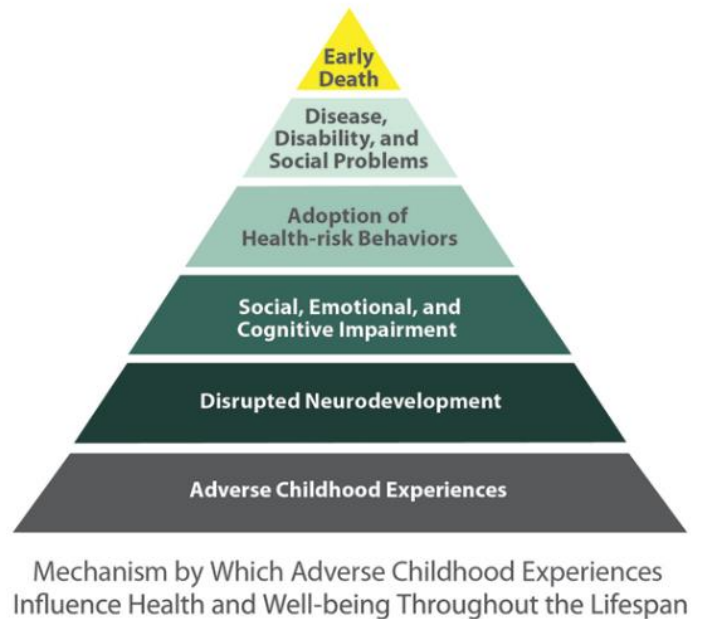 Early
Death
Disease,
Disability, and
Social Problems
Adoption of
Health-risk Behaviors
Social, Emotional, and
Cognitive Impairment
Disrupted Neurodevelopment
Adverse Childhood Experiences
Mechanism by Which Adverse Childhood Experiences
Influence Health and Well-being Throughout the Lifespan